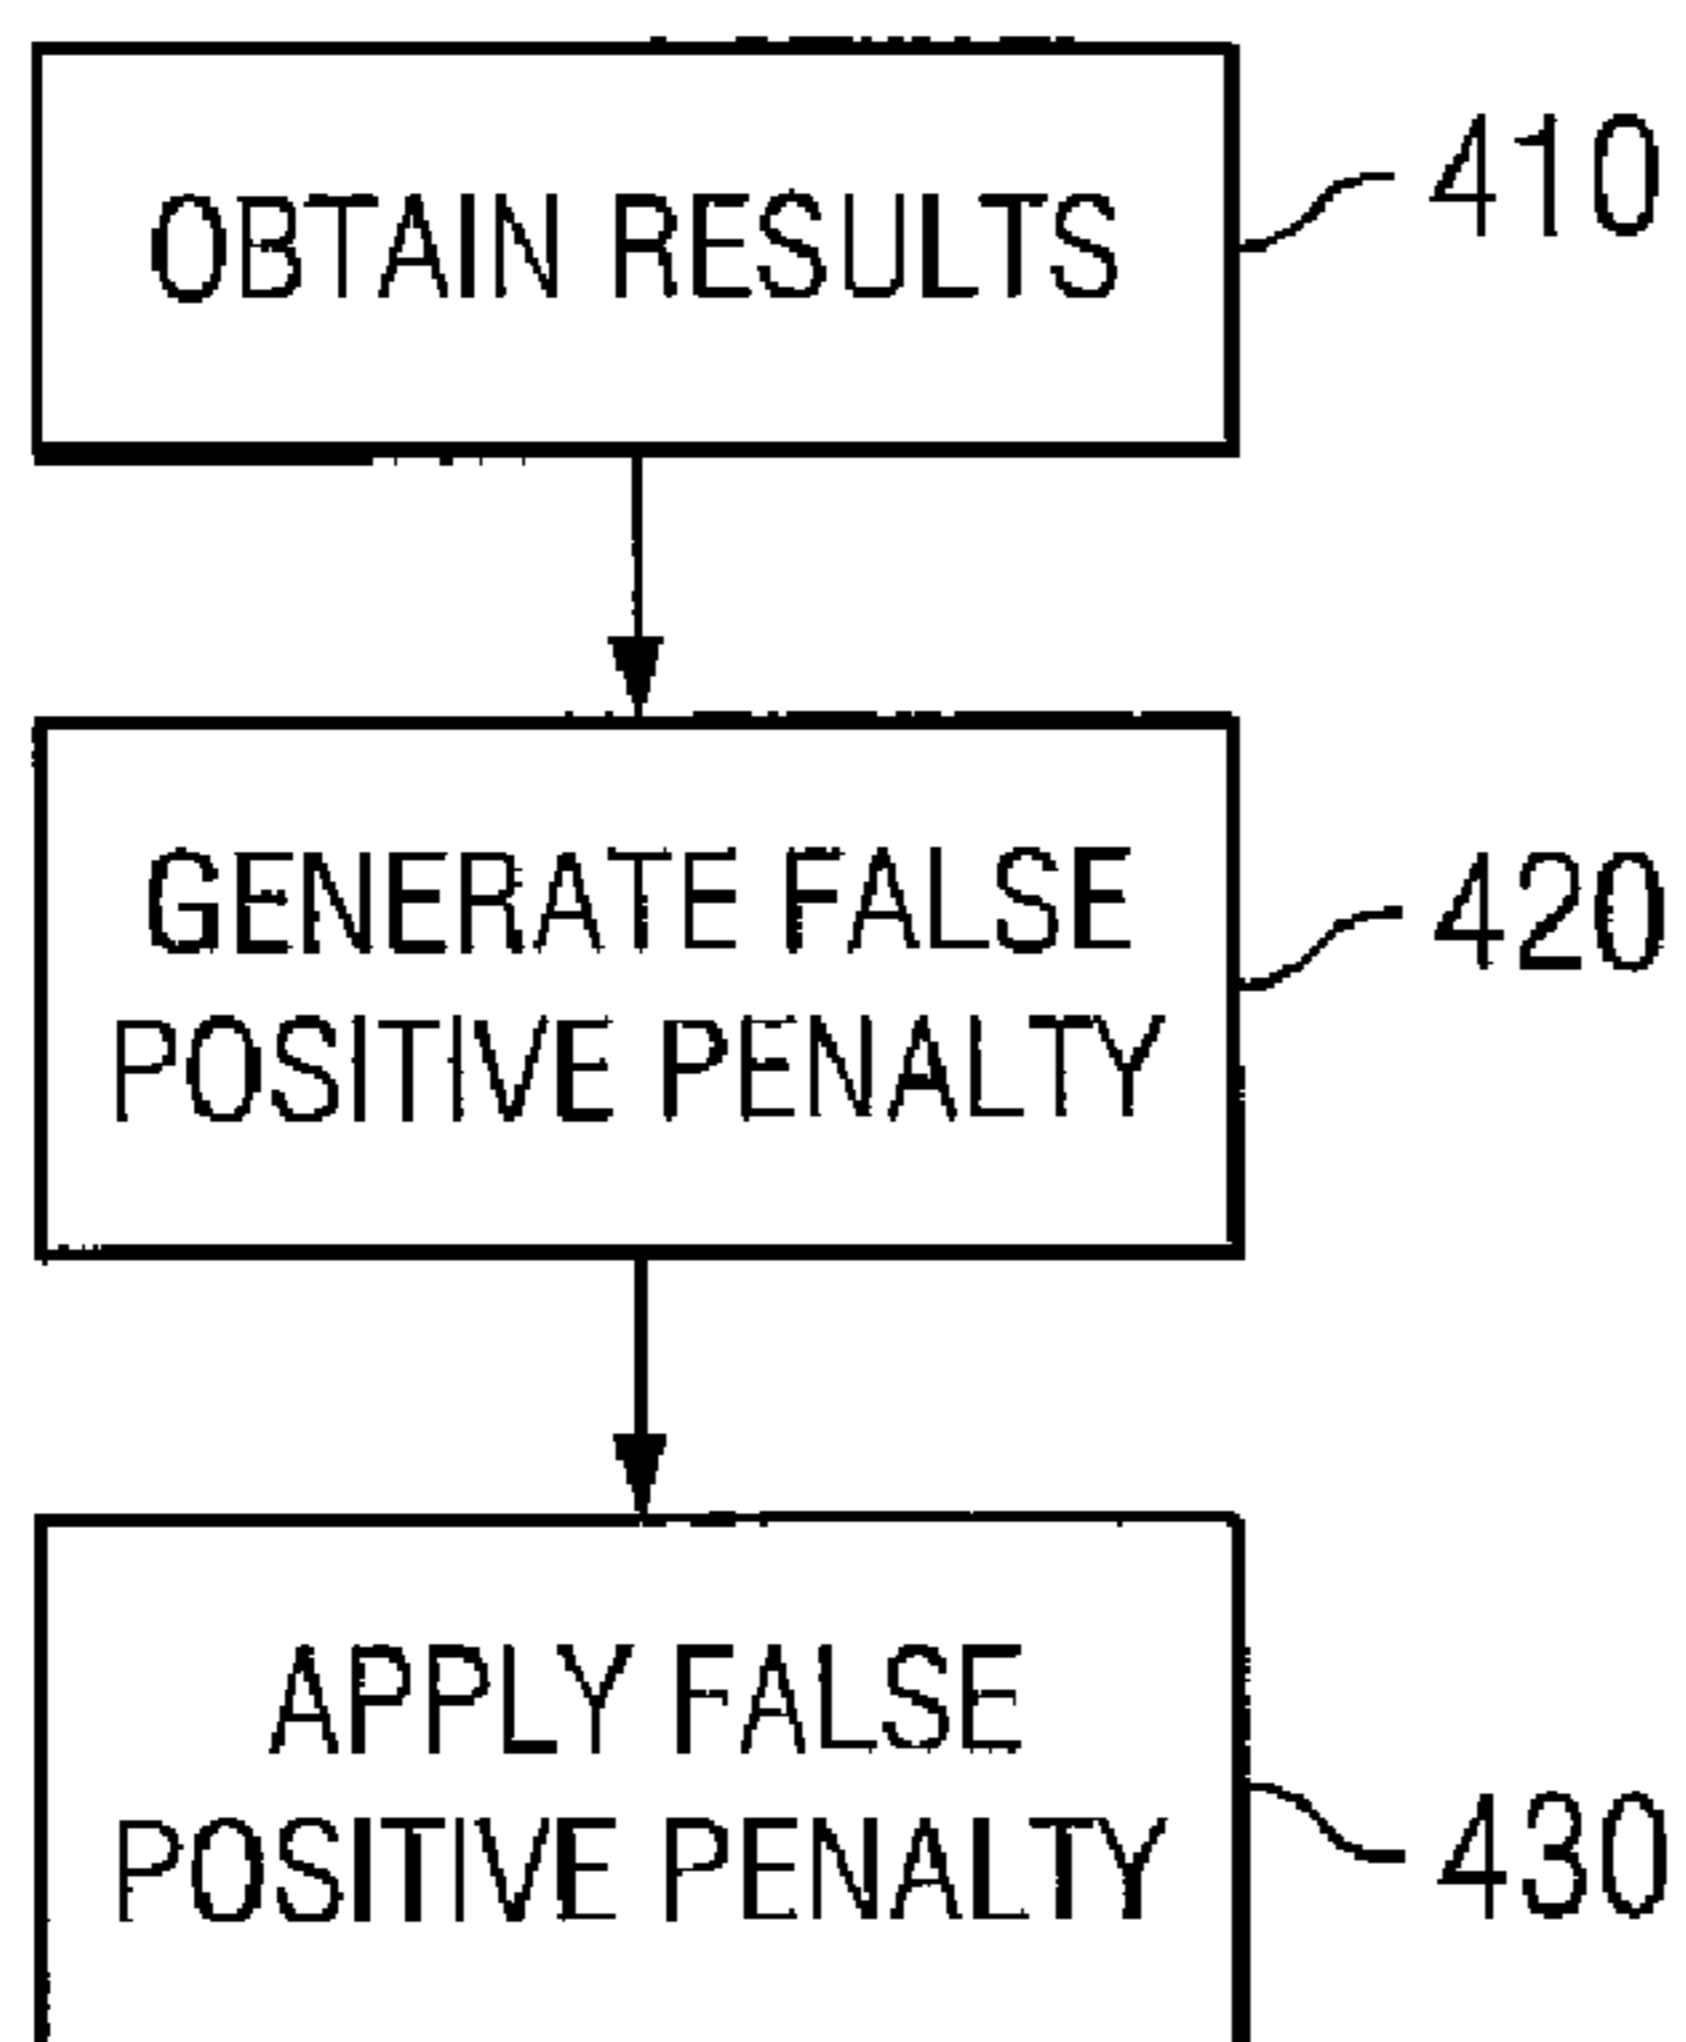 OBTAIN RESULTS
410
GENERATE FALSE
POSITIVE PENALTY
420
APPLY FALSE
POSITIVE PENALTY
430